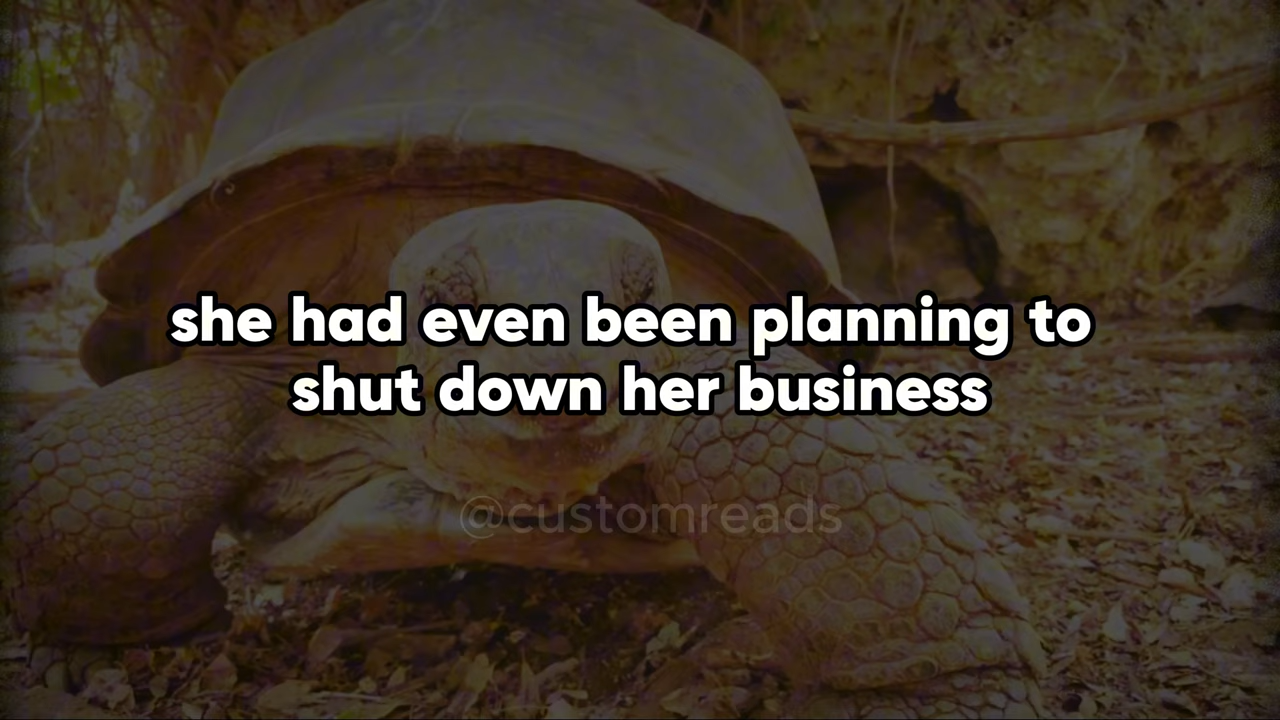 she had even been planning to
shut down her business
@customreads